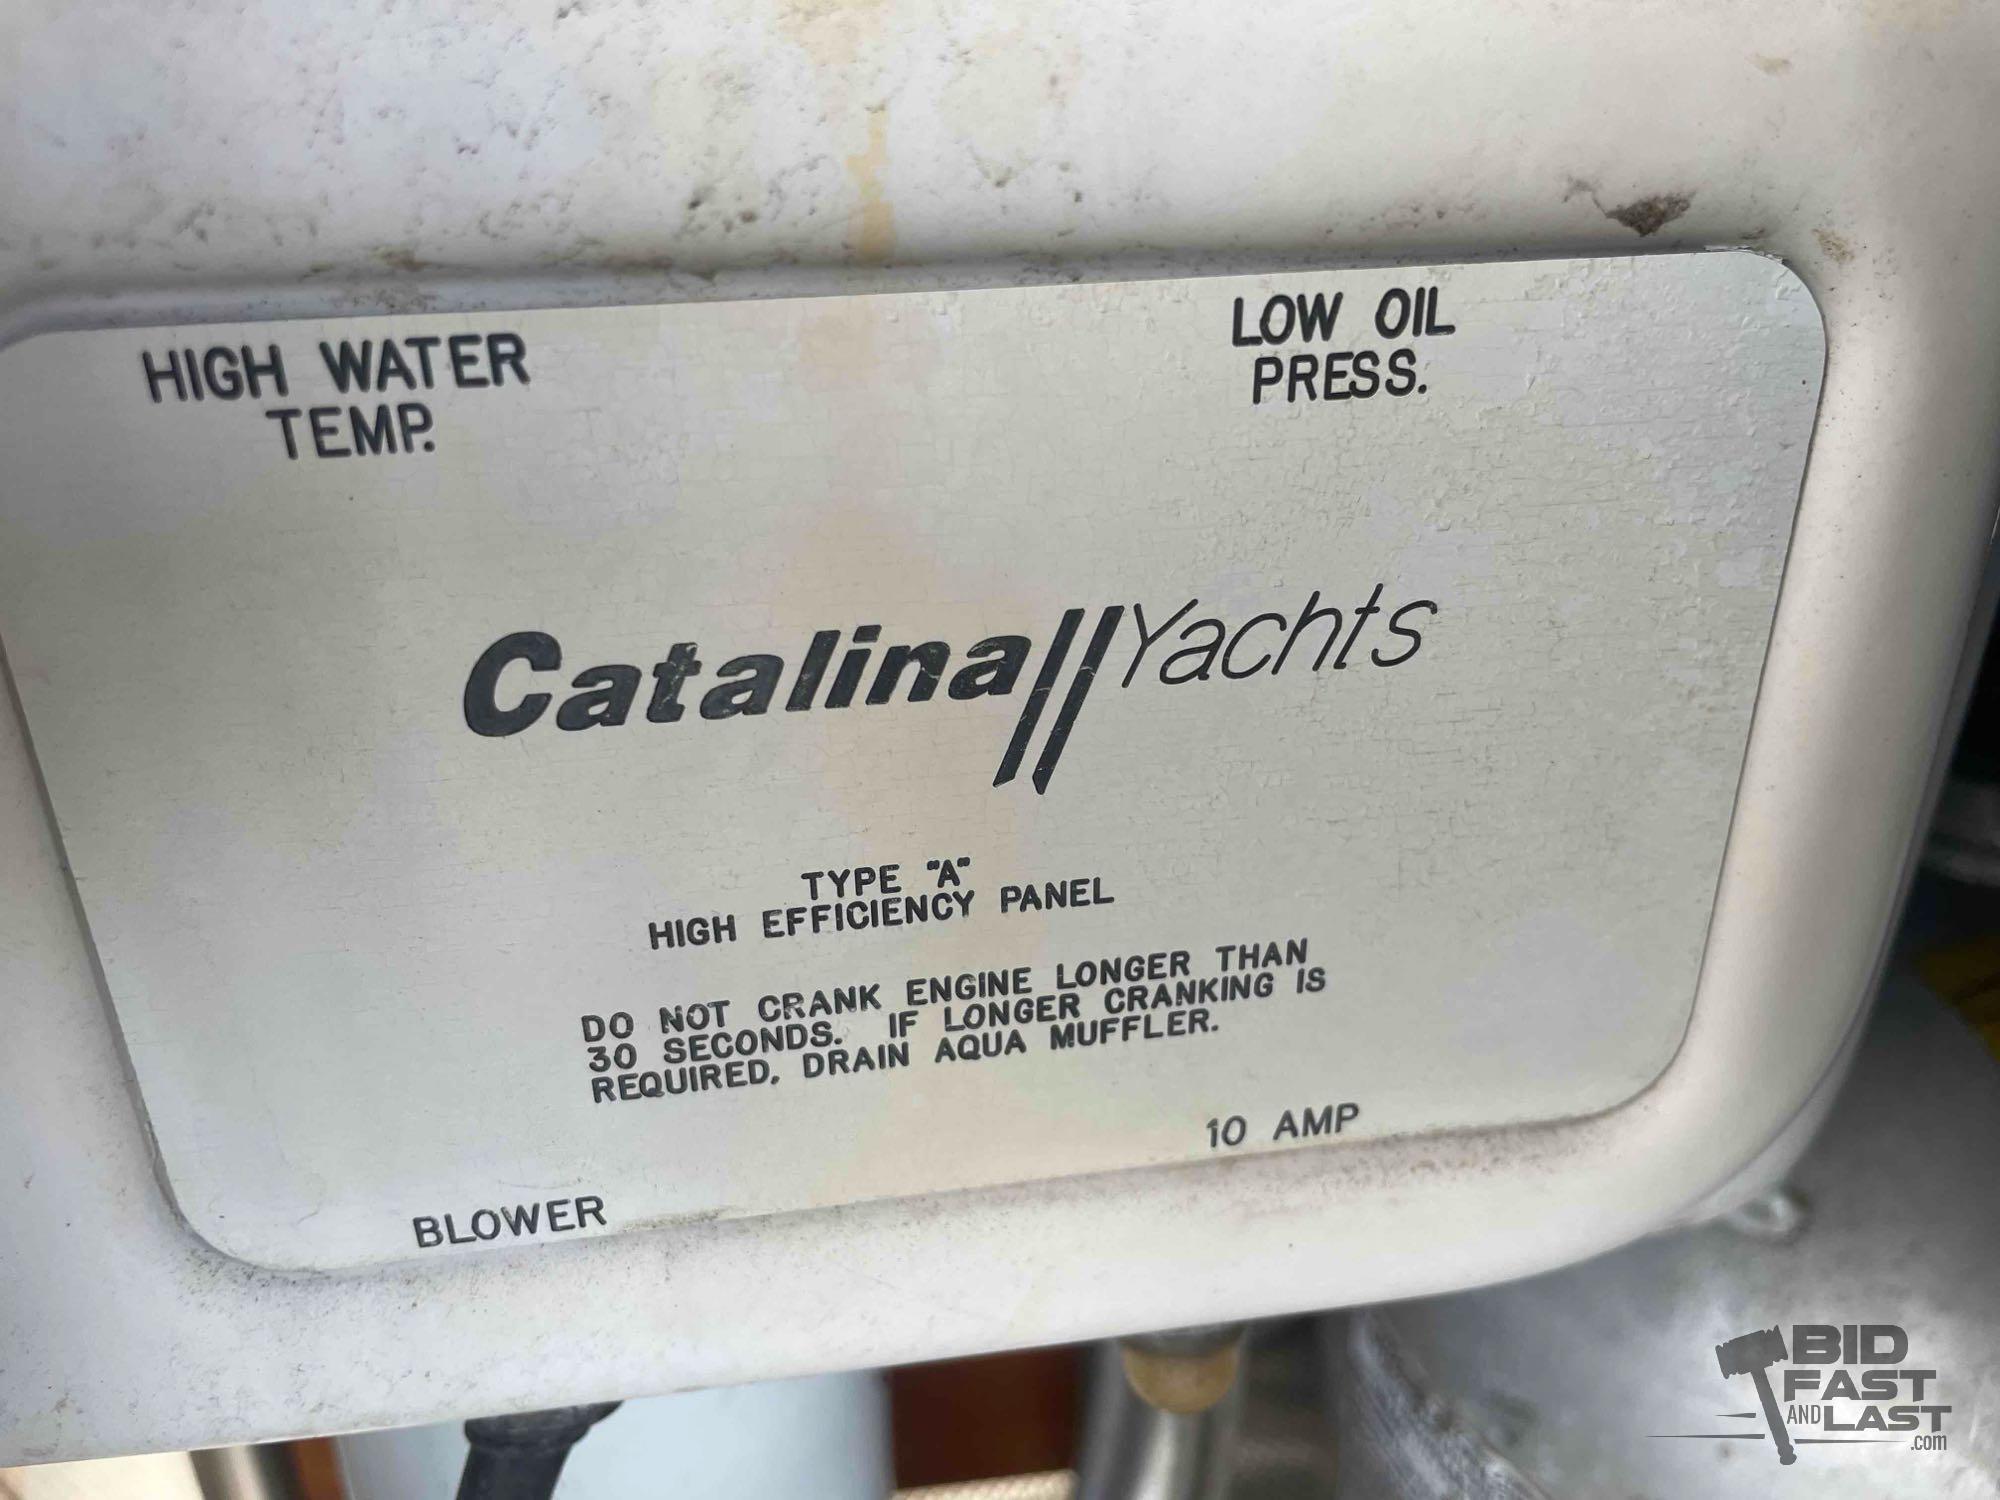 HIGH WATER
TEMP.
LOW OIL
PRESS.
Catalina Yachts
TYPE "A"
HIGH EFFICIENCY PANEL
DO NOT CRANK ENGINE LONGER THAN
30 SECONDS. IF LONGER CRANKING IS
REQUIRED, DRAIN AQUA MUFFLER.
10 AMP
BLOWER
BID
FAST
AND LAST
.com